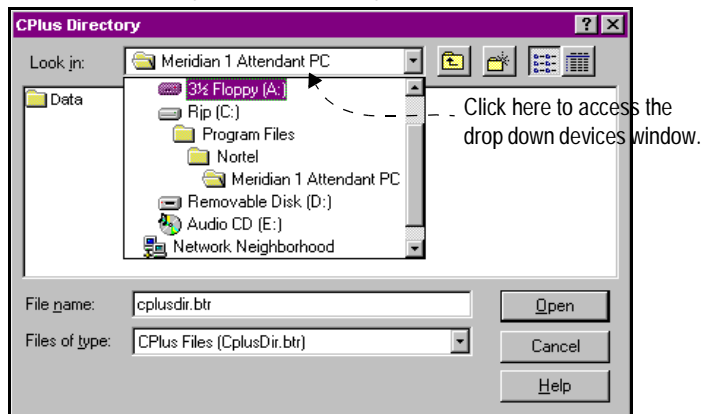 CPlus Directory
Look in: Meridian 1 Attendant PC
3½ Floppy (A:)
Data
Rjp (C:)
Program Files
Nortel
Meridian 1 Attendant PC
Removable Disk (D:)
Audio CD (E:)
Network Neighborhood
Click here to access the
drop down devices window.
File name: cplusdir.btr Open
Files of type: CPlus Files (CplusDir.btr) Cancel
Help